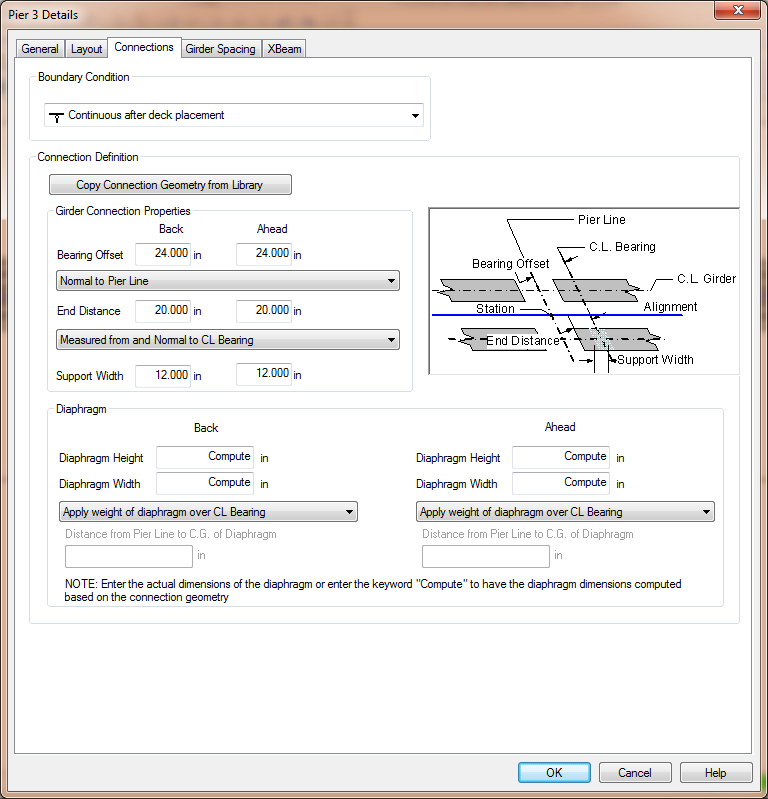 Pier 3 Details
General Layout Connections Girder Spacing XBeam
Boundary Condition
Continuous after deck placement
Connection Definition
Copy Connection Geometry from Library
Girder Connection Properties
Back Ahead
Bearing Offset 24.000 in 24.000 in
Normal to Pier Line
End Distance 20.000 in 20.000 in
Measured from and Normal to CL Bearing
Support Width 12.000 in 12.000 in
Pier Line
C.L. Bearing
Bearing Offset
C.L. Girder
Station
Alignment
End Distance
Support Width
Diaphragm
Back Ahead
Diaphragm Height Compute in Diaphragm Height Compute in
Diaphragm Width Compute in Diaphragm Width Compute in
Apply weight of diaphragm over CL Bearing Apply weight of diaphragm over CL Bearing
Distance from Pier Line to C.G. of Diaphragm Distance from Pier Line to C.G. of Diaphragm
in in
NOTE: Enter the actual dimensions of the diaphragm or enter the keyword "Compute" to have the diaphragm dimensions computed
based on the connection geometry
OK Cancel Help